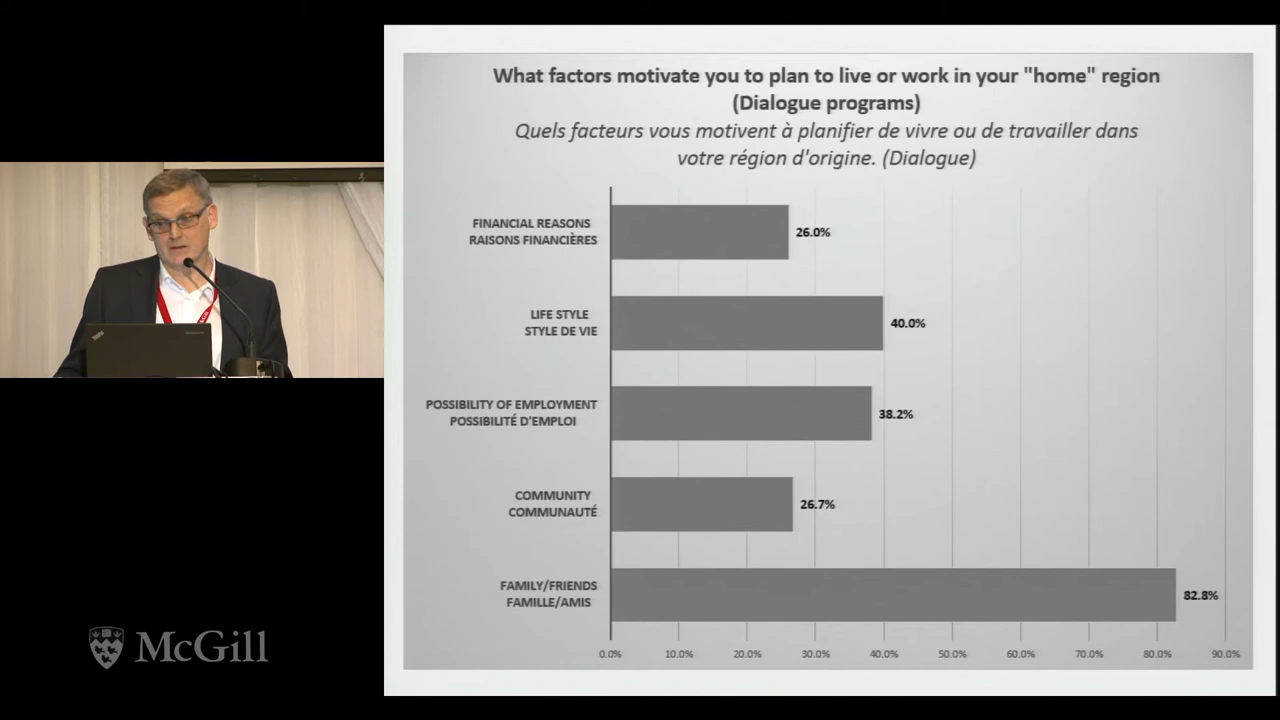 What factors motivate you to plan to live or work in your "home" region
(Dialogue programs)
Quels facteurs vous motivent à planifier de vivre ou de travailler dans
votre région d'origine. (Dialogue)
FINANCIAL REASONS
RAISONS FINANCIÈRES
26.0%
LIFE STYLE
STYLE DE VIE
40.0%
POSSIBILITY OF EMPLOYMENT
POSSIBILITÉ D'EMPLOI
38.2%
COMMUNITY
COMMUNAUTÉ
26.7%
FAMILY/FRIENDS
FAMILLE/AMIS
82.8%
0.0% 10.0% 20.0% 30.0% 40.0% 50.0% 60.0% 70.0% 80.0% 90.0%
McGill